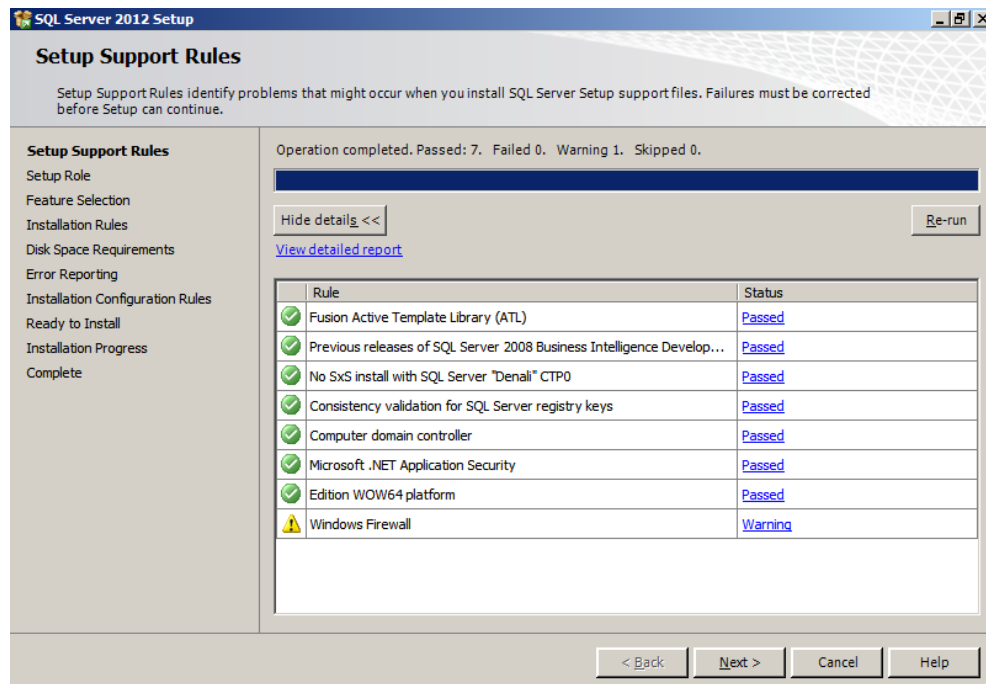 SQL Server 2012 Setup
Setup Support Rules
Setup Support Rules identify problems that might occur when you install SQL Server Setup support files. Failures must be corrected
before Setup can continue.
Setup Support Rules
Setup Role
Feature Selection
Installation Rules
Disk Space Requirements
Error Reporting
Installation Configuration Rules
Ready to Install
Installation Progress
Complete
Operation completed. Passed: 7. Failed 0. Warning 1. Skipped 0.
Hide details <<
Re-run
View detailed report
Rule Status
Fusion Active Template Library (ATL) Passed
Previous releases of SQL Server 2008 Business Intelligence Develop... Passed
No SxS install with SQL Server "Denali" CTP0 Passed
Consistency validation for SQL Server registry keys Passed
Computer domain controller Passed
Microsoft .NET Application Security Passed
Edition WOW64 platform Passed
Windows Firewall Warning
< Back Next > Cancel Help